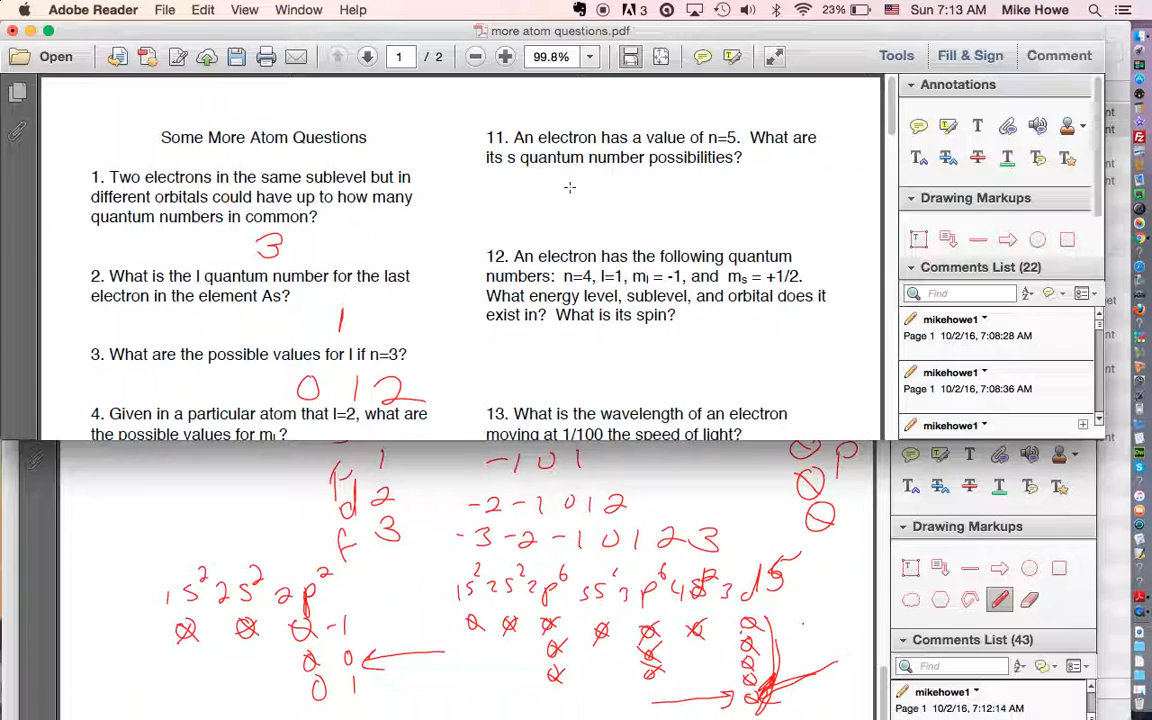 Adobe Reader File Edit View Window Help 3 23% Sun 7:13 AM Mike Howe
more atom questions.pdf
Open 1 / 2 99.8% Tools Fill & Sign Comment
Some More Atom Questions
1. Two electrons in the same sublevel but in
different orbitals could have up to how many
quantum numbers in common?
3
2. What is the l quantum number for the last
electron in the element As?
1
3. What are the possible values for l if n=3?
0 1 2
4. Given in a particular atom that l=2, what are
the possible values for ml?
11. An electron has a value of n=5. What are
its s quantum number possibilities?
12. An electron has the following quantum
numbers: n=4, l=1, ml = -1, and ms = +1/2.
What energy level, sublevel, and orbital does it
exist in? What is its spin?
13. What is the wavelength of an electron
moving at 1/100 the speed of light?
Annotations
Drawing Markups
Comments List (22)
Find
mikehowe1
Page 1 10/2/16 7:08:28 AM
mikehowe1
Page 1 10/2/16 7:08:36 AM
mikehowe1
p 1 -1 0 1 p
d 2 -2 -1 0 1 2
f 3 -3 -2 -1 0 1 2 3
1s² 2s² 2p²
-1
0
0 1
Drawing Markups
Comments List (43)
Find
mikehowe1
Page 1 10/2/16 7:12:14 AM